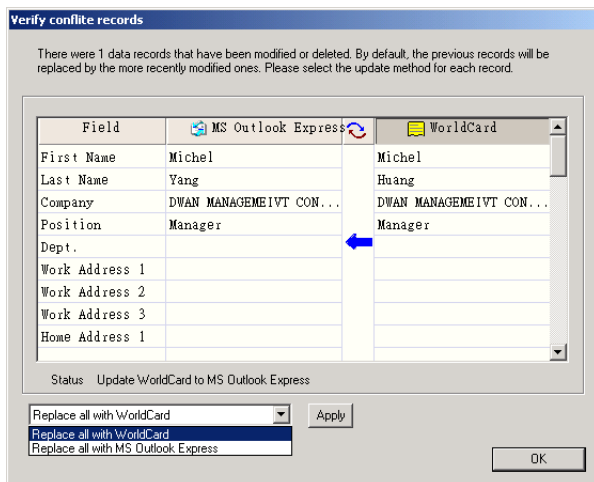 Verify conflite records
There were 1 data records that have been modified or deleted. By default, the previous records will be
replaced by the more recently modified ones. Please select the update method for each record.
Field MS Outlook Express WorldCard
First Name Michel Michel
Last Name Yang Huang
Company DWAN MANAGEMEIVT CON... DWAN MANAGEMEIVT CON...
Position Manager Manager
Dept.
Work Address 1
Work Address 2
Work Address 3
Home Address 1
Status Update WorldCard to MS Outlook Express
Replace all with WorldCard Apply
Replace all with WorldCard
Replace all with MS Outlook Express
OK